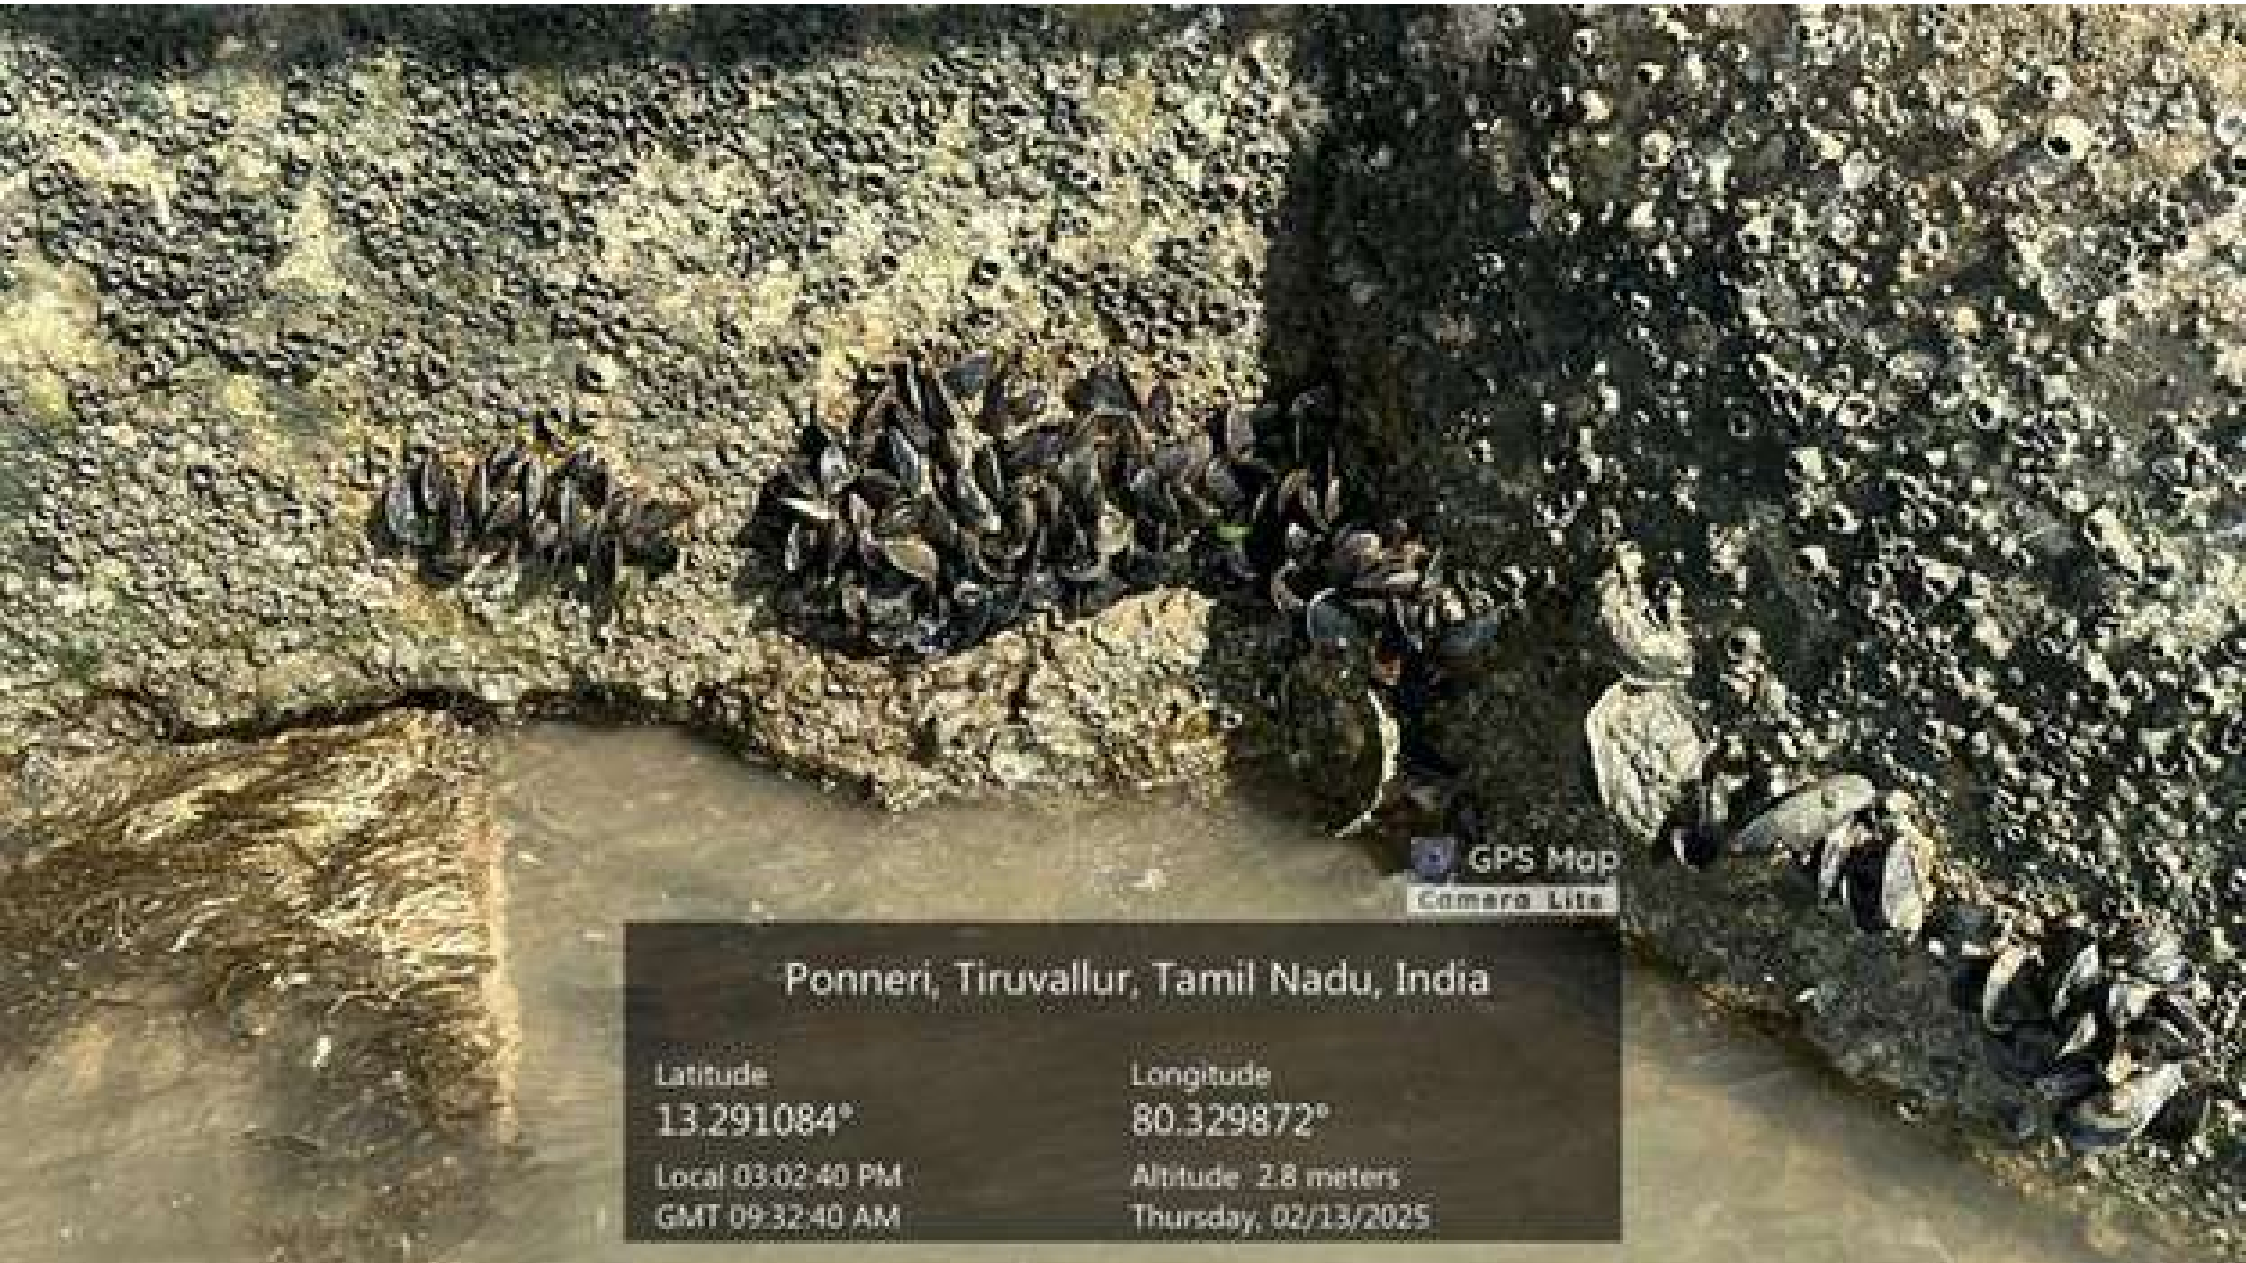 GPS Map
Camera Lite
Ponneri, Tiruvallur, Tamil Nadu, India
Latitude
Longitude
13.291084°
80.329872°
Local 03:02:40 PM
Altitude 2.8 meters
GMT 09:32:40 AM
Thursday, 02/13/2025